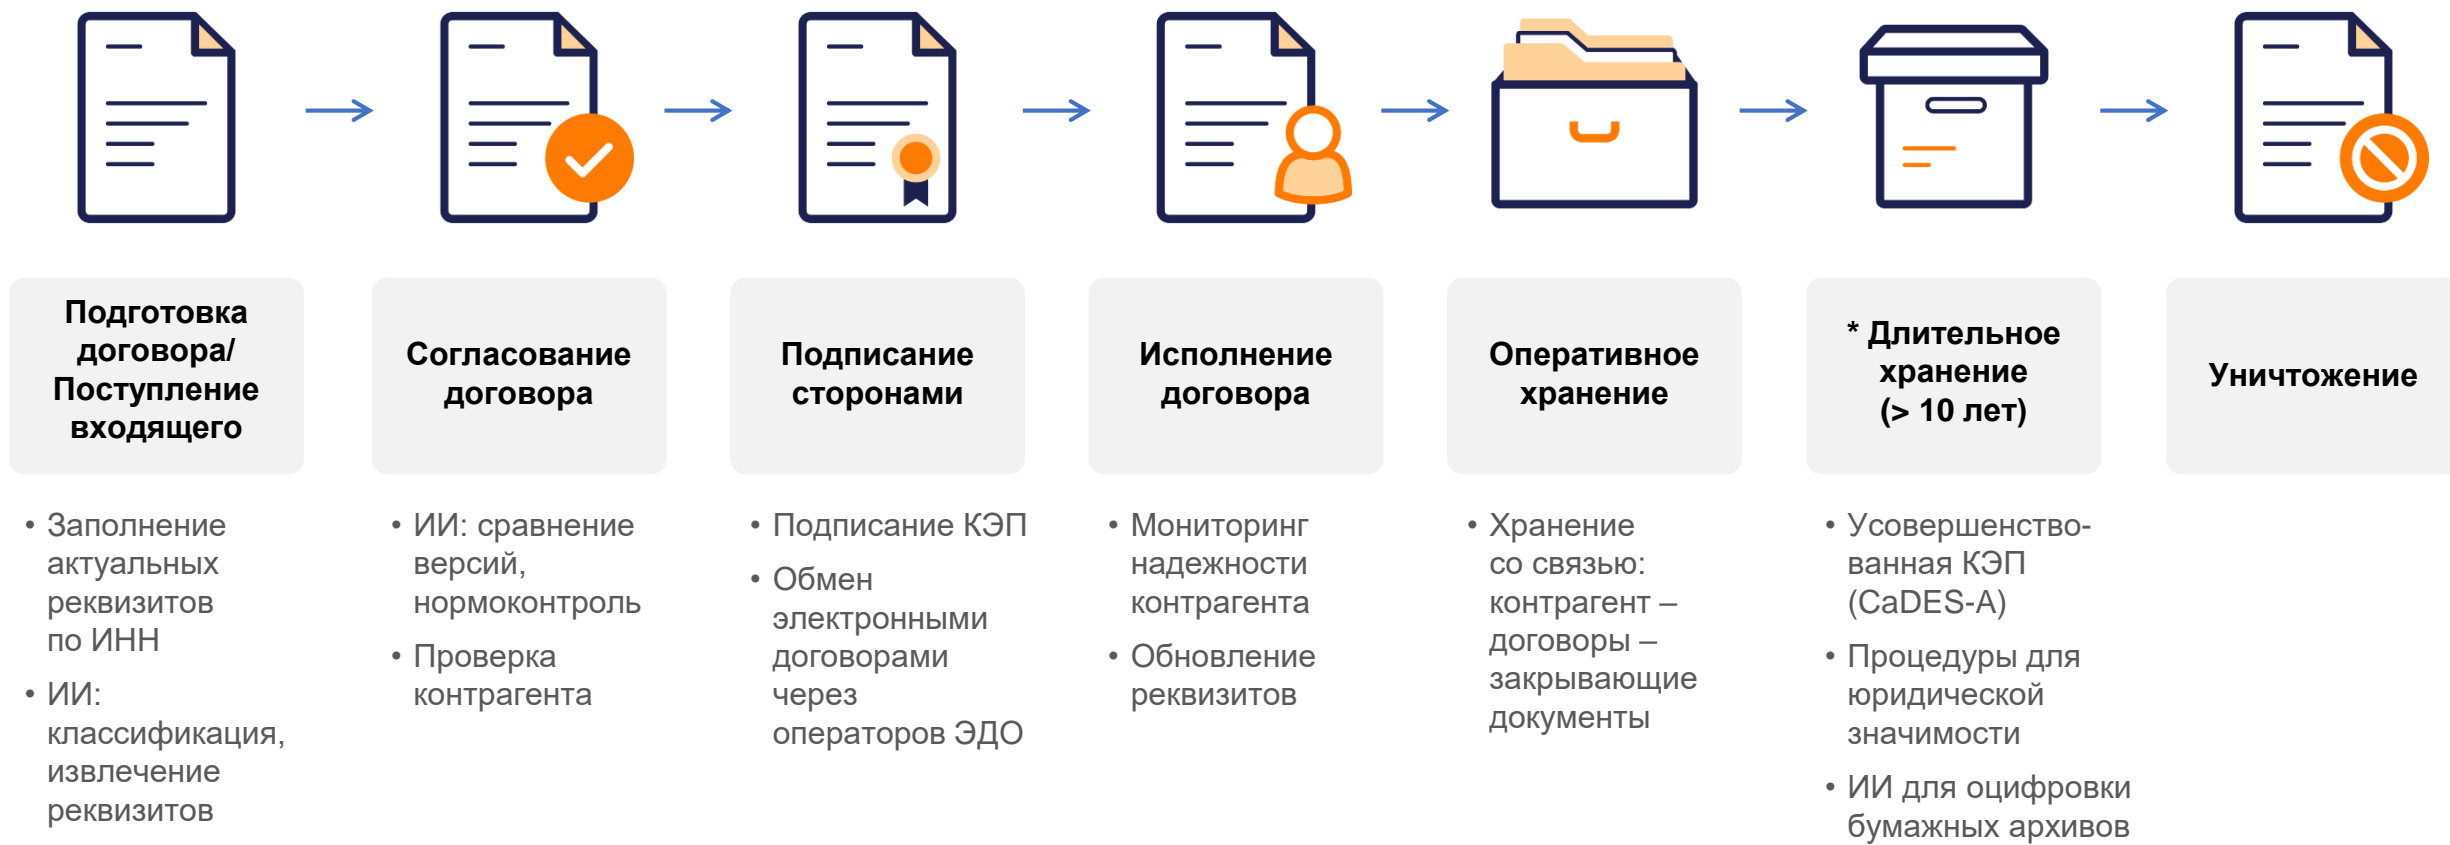 Подготовка
договора/
Поступление
входящего
Согласование
договора
Подписание
сторонами
Исполнение
договора
Оперативное
хранение
* Длительное
хранение
(> 10 лет)
Уничтожение
• Заполнение
актуальных
реквизитов
по ИНН
• ИИ:
классификация,
извлечение
реквизитов
• ИИ: сравнение
версий,
нормоконтроль
• Проверка
контрагента
• Подписание КЭП
• Обмен
электронными
договорами
через
операторов ЭДО
• Мониторинг
надежности
контрагента
• Обновление
реквизитов
• Хранение
со связью:
контрагент –
договоры –
закрывающие
документы
• Усовершенство-
ванная КЭП
(CaDES-A)
• Процедуры для
юридической
значимости
• ИИ для оцифровки
бумажных архивов